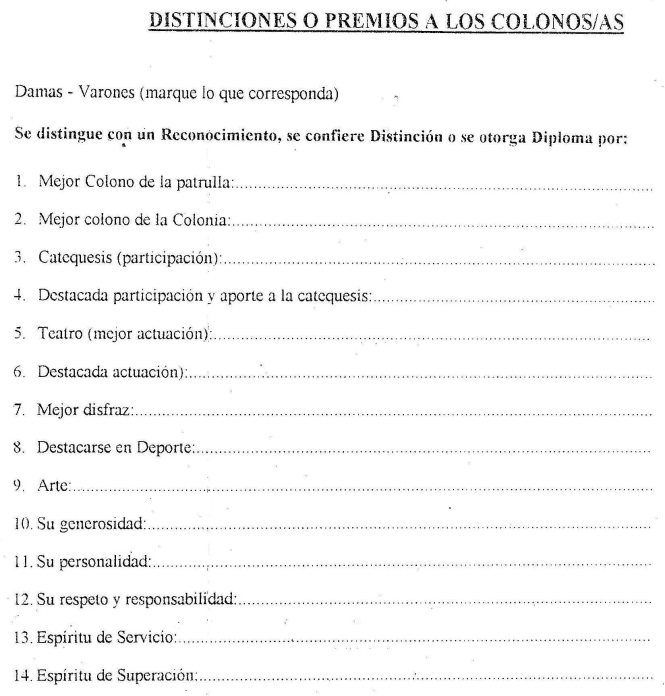 DISTINCIONES O PREMIOS A LOS COLONOS/AS
Damas - Varones (marque lo que corresponda)
Se distingue con un Reconocimiento, se confiere Distinción o se otorga Diploma por:
1. Mejor Colono de la patrulla:..........
2. Mejor colono de la Colonia:..........
3. Catequesis (participación):..........
4. Destacada participación y aporte a la catequesis:..........
5. Teatro (mejor actuación):..........
6. Destacada actuación):..........
7. Mejor disfraz:..........
8. Destacarse en Deporte:..........
9. Arte:..........
10. Su generosidad:..........
11. Su personalidad:..........
12. Su respeto y responsabilidad:..........
13. Espíritu de Servicio:..........
14. Espíritu de Superación:..........